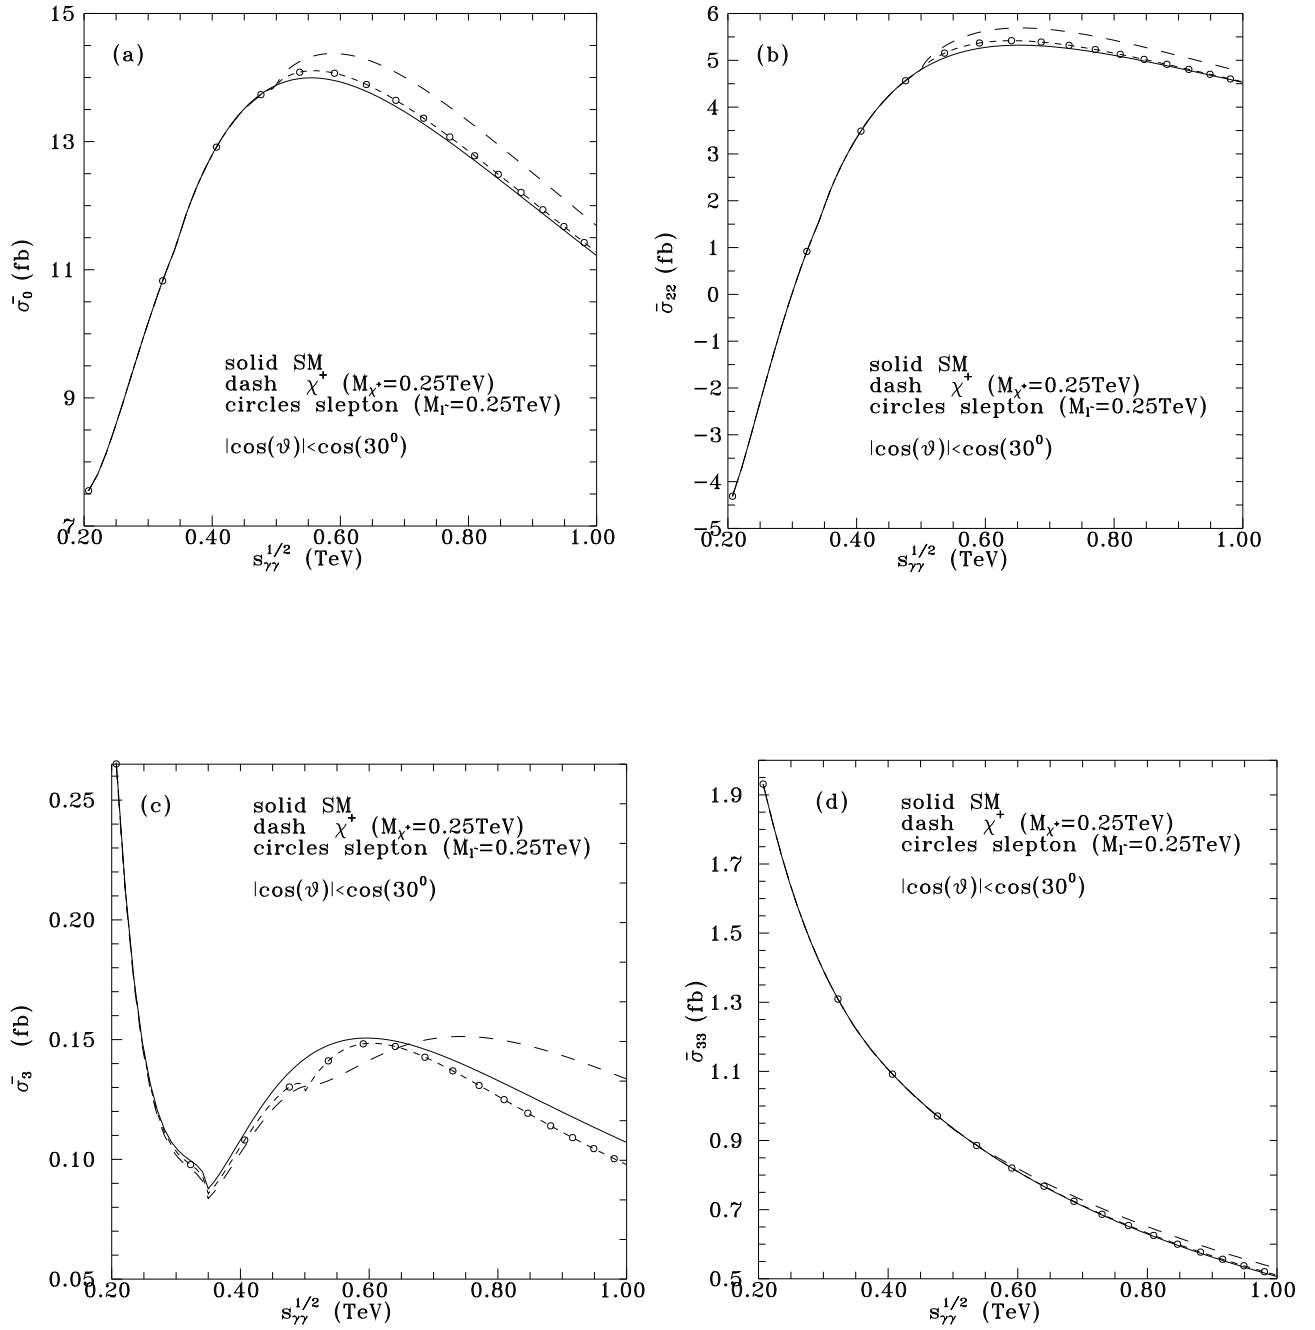 (a)
15
13
11
9
7
σ̄₀ (fb)
solid SM
dash χ⁺ (M_χ⁺=0.25TeV)
circles slepton (M_l⁻=0.25TeV)
|cos(ϑ)|<cos(30⁰)
0.20 0.40 0.60 0.80 1.00
s_γγ^1/2 (TeV)
(b)
6
5
4
3
2
1
0
−1
−2
−3
−4
−5
σ̄₂₂ (fb)
solid SM
dash χ⁺ (M_χ⁺=0.25TeV)
circles slepton (M_l⁻=0.25TeV)
|cos(ϑ)|<cos(30⁰)
0.20 0.40 0.60 0.80 1.00
s_γγ^1/2 (TeV)
(c)
0.25
0.20
0.15
0.10
0.05
σ̄₃ (fb)
solid SM
dash χ⁺ (M_χ⁺=0.25TeV)
circles slepton (M_l⁻=0.25TeV)
|cos(ϑ)|<cos(30⁰)
0.20 0.40 0.60 0.80 1.00
s_γγ^1/2 (TeV)
(d)
1.9
1.7
1.5
1.3
1.1
0.9
0.7
0.5
σ̄₃₃ (fb)
solid SM
dash χ⁺ (M_χ⁺=0.25TeV)
circles slepton (M_l⁻=0.25TeV)
|cos(ϑ)|<cos(30⁰)
0.20 0.40 0.60 0.80 1.00
s_γγ^1/2 (TeV)